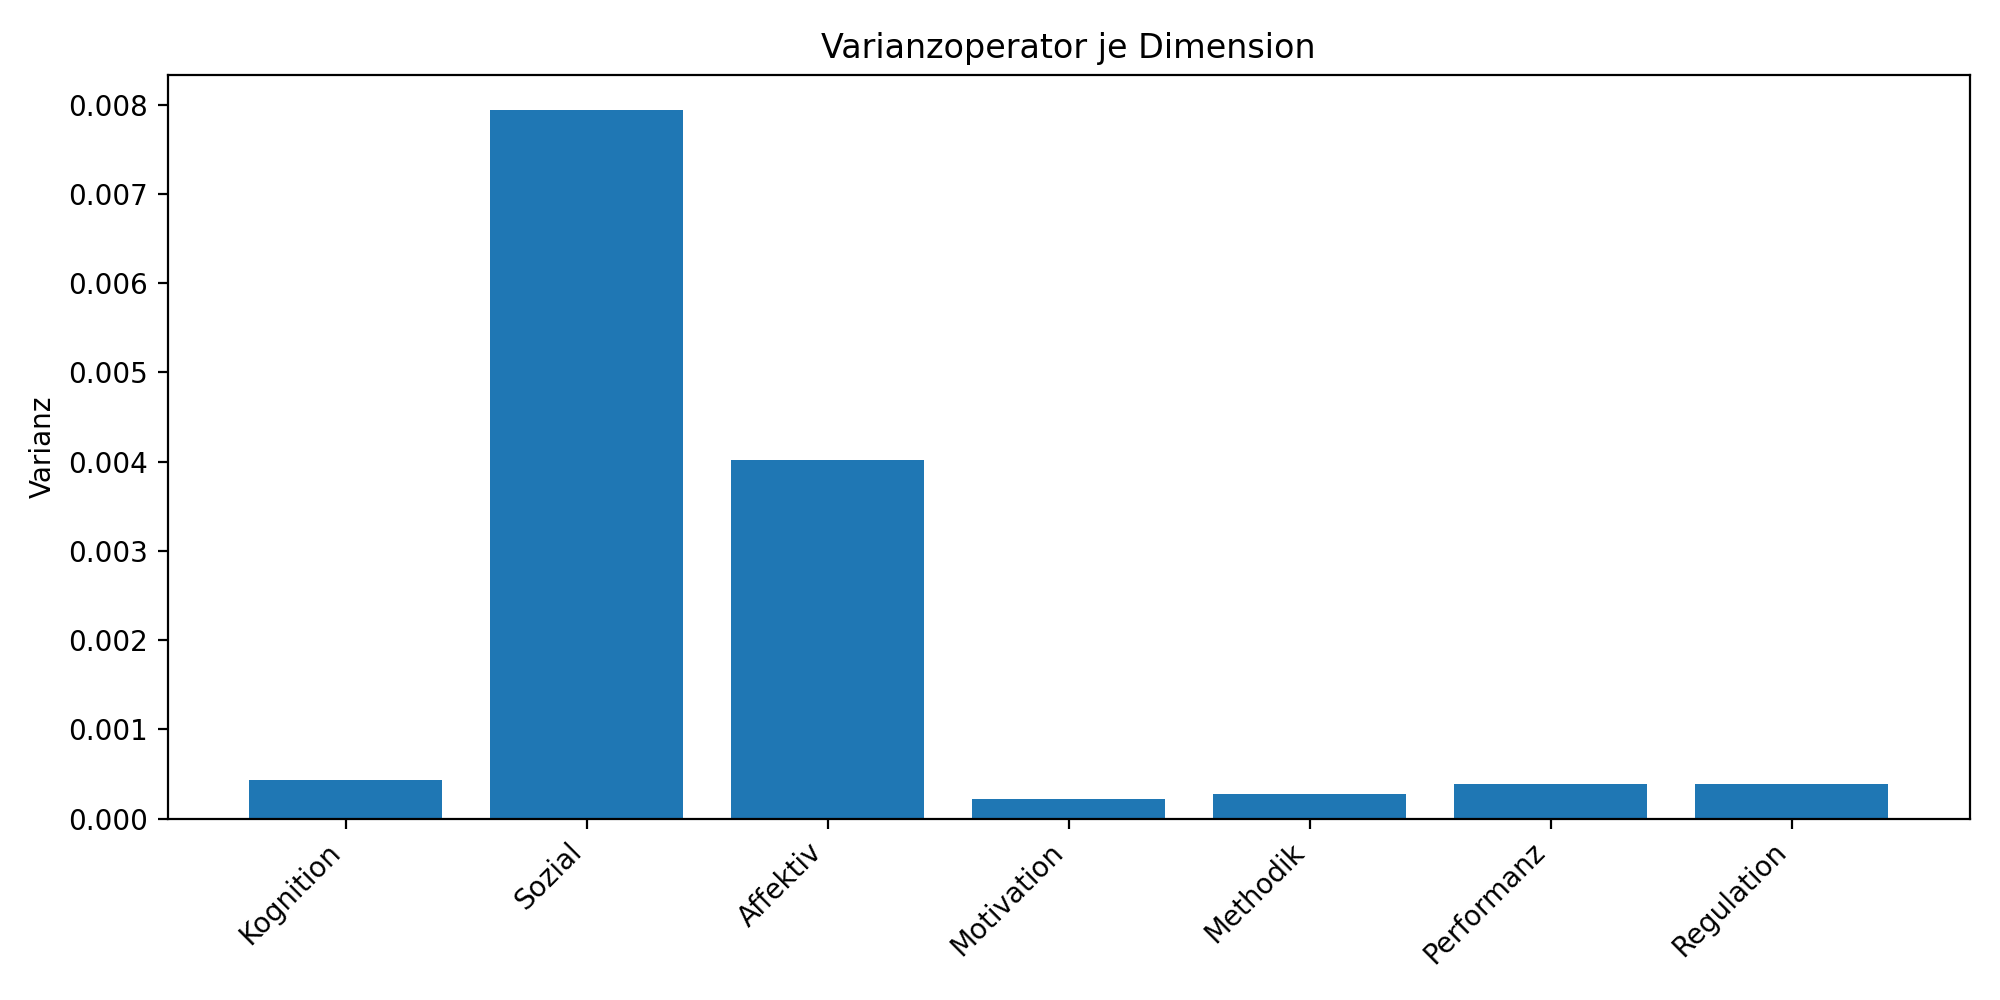 Varianzoperator je Dimension
Varianz
0.008
0.007
0.006
0.005
0.004
0.003
0.002
0.001
0.000
Kognition
Sozial
Affektiv
Motivation
Methodik
Performanz
Regulation